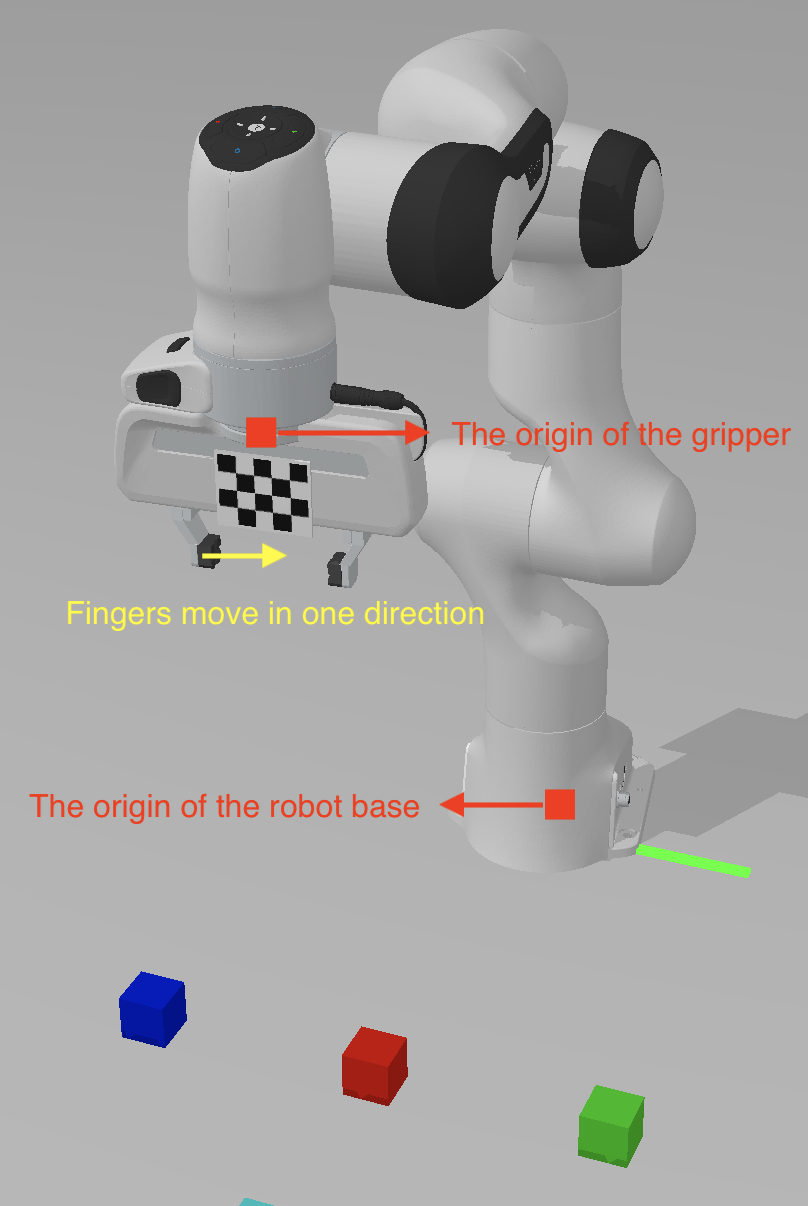 The origin of the gripper
Fingers move in one direction
The origin of the robot base